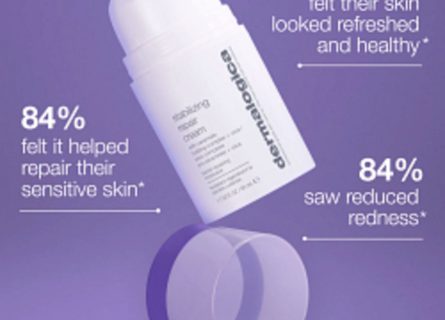 felt their skin
looked refreshed
and healthy*
84%
felt it helped
repair their
sensitive skin*
dermalogica
stabilizing
repair
cream
84%
saw reduced
redness*